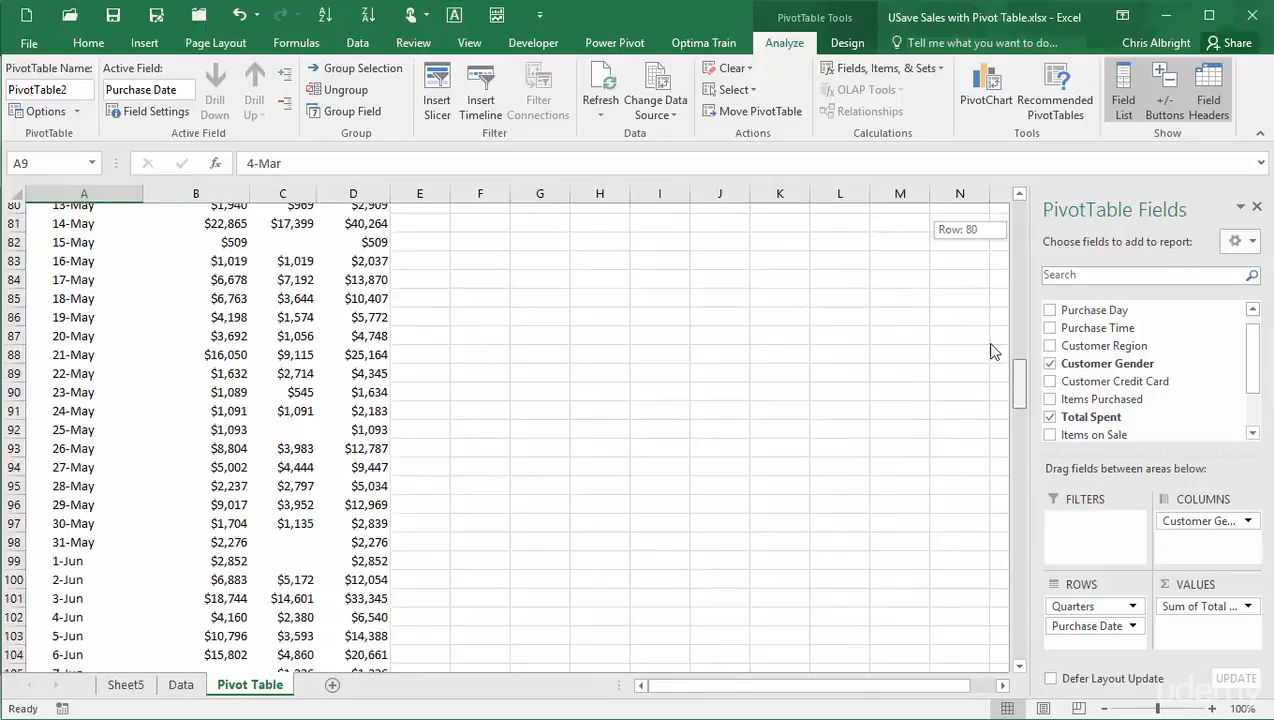 PivotTable Tools
USave Sales with Pivot Table.xlsx - Excel
File Home Insert Page Layout Formulas Data Review View Developer Power Pivot Optima Train Analyze Design Tell me what you want to do... Chris Albright Share
PivotTable Name:
PivotTable2
Options
PivotTable
Active Field:
Purchase Date
Field Settings
Drill Down
Drill Up
Active Field
Group Selection
Ungroup
Group Field
Group
Insert Slicer
Insert Timeline
Filter Connections
Filter
Refresh
Change Data Source
Data
Clear
Select
Move PivotTable
Actions
Fields, Items, & Sets
OLAP Tools
Relationships
Calculations
PivotChart
Recommended PivotTables
Tools
Field List
+/- Buttons
Field Headers
Show
A9 fx 4-Mar
A B C D E F G H I J K L M N
80 13-May $1,940 $969 $2,909
81 14-May $22,865 $17,399 $40,264
82 15-May $509 $509
83 16-May $1,019 $1,019 $2,037
84 17-May $6,678 $7,192 $13,870
85 18-May $6,763 $3,644 $10,407
86 19-May $4,198 $1,574 $5,772
87 20-May $3,692 $1,056 $4,748
88 21-May $16,050 $9,115 $25,164
89 22-May $1,632 $2,714 $4,345
90 23-May $1,089 $545 $1,634
91 24-May $1,091 $1,091 $2,183
92 25-May $1,093 $1,093
93 26-May $8,804 $3,983 $12,787
94 27-May $5,002 $4,444 $9,447
95 28-May $2,237 $2,797 $5,034
96 29-May $9,017 $3,952 $12,969
97 30-May $1,704 $1,135 $2,839
98 31-May $2,276 $2,276
99 1-Jun $2,852 $2,852
100 2-Jun $6,883 $5,172 $12,054
101 3-Jun $18,744 $14,601 $33,345
102 4-Jun $4,160 $2,380 $6,540
103 5-Jun $10,796 $3,593 $14,388
104 6-Jun $15,802 $4,860 $20,661
Row: 80
PivotTable Fields
Choose fields to add to report:
Search
Purchase Day
Purchase Time
Customer Region
Customer Gender
Customer Credit Card
Items Purchased
Total Spent
Items on Sale
Drag fields between areas below:
FILTERS
COLUMNS
Customer Ge...
ROWS
Quarters
Purchase Date
Σ VALUES
Sum of Total ...
Defer Layout Update
UPDATE
udemy
Sheet5 Data Pivot Table
Ready
100%